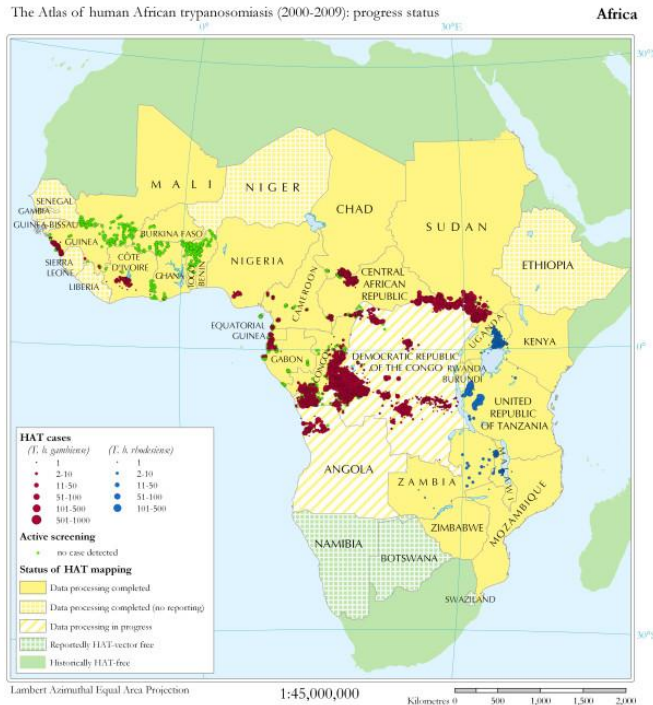 The Atlas of human African trypanosomiasis (2000-2009): progress status
Africa
0°
30°E
30°N
MALI
NIGER
CHAD
SUDAN
SENEGAL
GAMBIA
GUINEA-BISSAU
GUINEA
BURKINA FASO
SIERRA
LEONE
CÔTE
D'IVOIRE
GHANA
TOGO
BENIN
LIBERIA
NIGERIA
CAMEROON
CENTRAL
AFRICAN
REPUBLIC
ETHIOPIA
EQUATORIAL
GUINEA
GABON
CONGO
DEMOCRATIC REPUBLIC
OF THE CONGO
UGANDA
KENYA
0°
RWANDA
BURUNDI
UNITED
REPUBLIC
OF TANZANIA
ANGOLA
ZAMBIA
MALAWI
MOZAMBIQUE
ZIMBABWE
NAMIBIA
BOTSWANA
SWAZILAND
30°S
HAT cases
(T. b. gambiense) (T. b. rhodesiense)
1 1
2-10 2-10
11-50 11-50
51-100 51-100
101-500 101-500
501-1000
Active screening
no case detected
Status of HAT mapping
Data processing completed
Data processing completed (no reporting)
Data processing in progress
Reportedly HAT-vector free
Historically HAT-free
Lambert Azimuthal Equal Area Projection
1:45,000,000
Kilometres 0 500 1,000 1,500 2,000